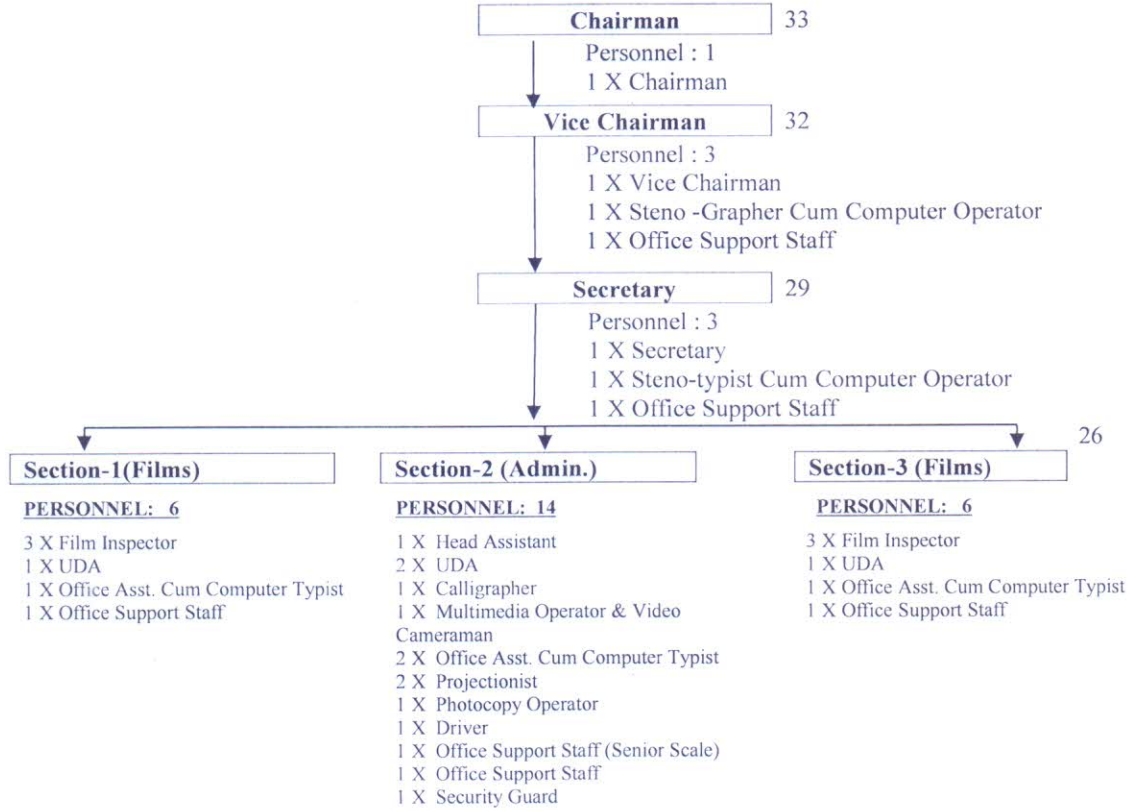 Chairman 33
Personnel : 1
1 X Chairman
Vice Chairman 32
Personnel : 3
1 X Vice Chairman
1 X Steno -Grapher Cum Computer Operator
1 X Office Support Staff
Secretary 29
Personnel : 3
1 X Secretary
1 X Steno-typist Cum Computer Operator
1 X Office Support Staff
26
Section-1(Films)
PERSONNEL: 6
3 X Film Inspector
1 X UDA
1 X Office Asst. Cum Computer Typist
1 X Office Support Staff
Section-2 (Admin.)
PERSONNEL: 14
1 X Head Assistant
2 X UDA
1 X Calligrapher
1 X Multimedia Operator & Video
Cameraman
2 X Office Asst. Cum Computer Typist
2 X Projectionist
1 X Photocopy Operator
1 X Driver
1 X Office Support Staff (Senior Scale)
1 X Office Support Staff
1 X Security Guard
Section-3 (Films)
PERSONNEL: 6
3 X Film Inspector
1 X UDA
1 X Office Asst. Cum Computer Typist
1 X Office Support Staff